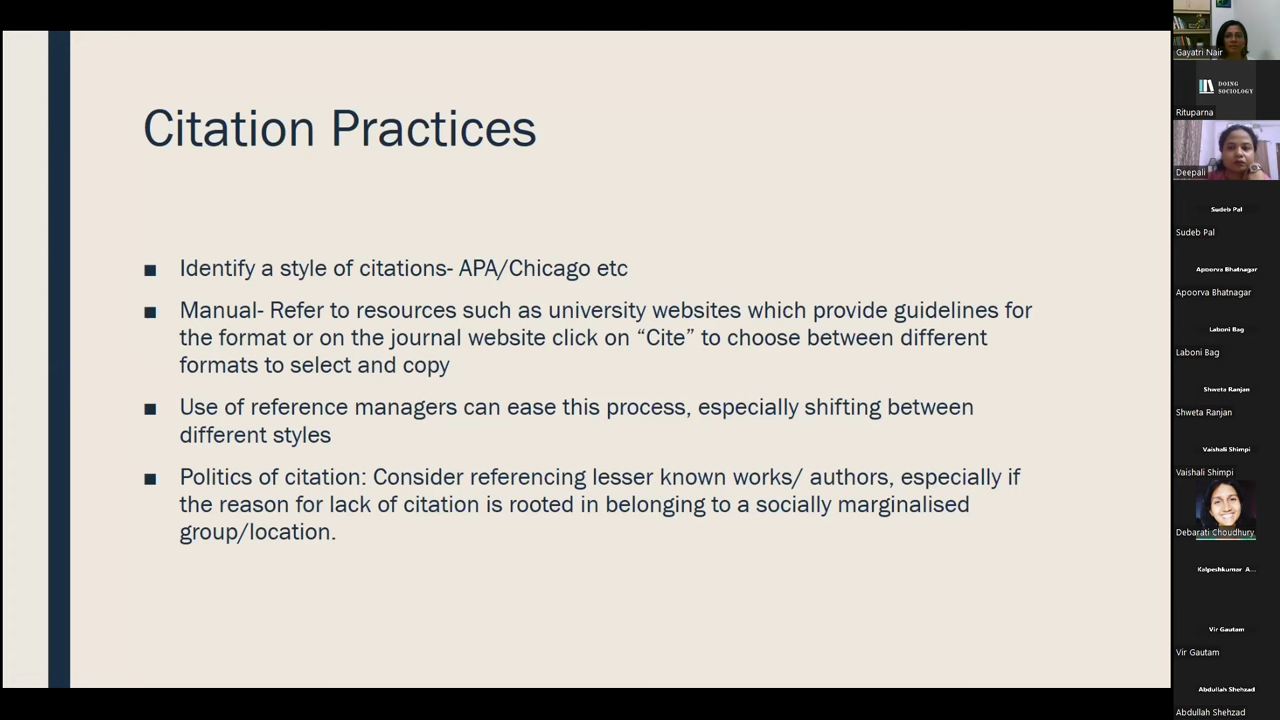 Citation Practices
■ Identify a style of citations- APA/Chicago etc
■ Manual- Refer to resources such as university websites which provide guidelines for
the format or on the journal website click on “Cite” to choose between different
formats to select and copy
■ Use of reference managers can ease this process, especially shifting between
different styles
■ Politics of citation: Consider referencing lesser known works/ authors, especially if
the reason for lack of citation is rooted in belonging to a socially marginalised
group/location.
Gayatri Nair
DOING
SOCIOLOGY
Rituparna
Deepali
Sudeb Pal
Sudeb Pal
Apoorva Bhatnagar
Apoorva Bhatnagar
Laboni Bag
Laboni Bag
Shweta Ranjan
Shweta Ranjan
Vaishali Shimpi
Vaishali Shimpi
Debarati Choudhury
Kalpeshkumar A...
Vir Gautam
Vir Gautam
Abdullah Shehzad
Abdullah Shehzad